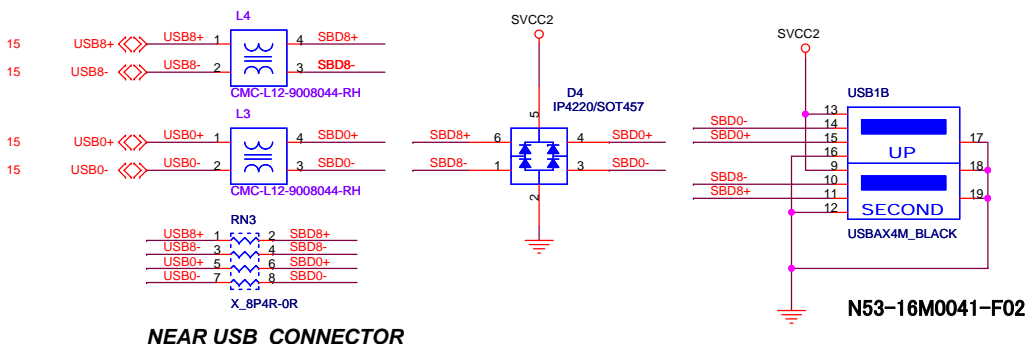 L4
15 USB8+ USB8- 1 4 SBD8+
15 USB8- USB8- 2 3 SBD8-
CMC-L12-9008044-RH
L3
15 USB0+ USB0+ 1 4 SBD0+
15 USB0- USB0- 2 3 SBD0-
CMC-L12-9008044-RH
RN3
USB8+ 1 2 SBD8+
USB8- 3 4 SBD8-
USB0+ 5 6 SBD0+
USB0- 7 8 SBD0-
X_8P4R-0R
NEAR USB CONNECTOR
SVCC2
D4
IP4220/SOT457
5
SBD8+ 6 4 SBD0+
SBD8- 1 3 SBD0-
2
SVCC2
USB1B
13
SBD0- 14
SBD0+ 15 17
16 UP
9 18
SBD8- 10
SBD8+ 11 19
12 SECOND
USBAX4M_BLACK
N53-16M0041-F02